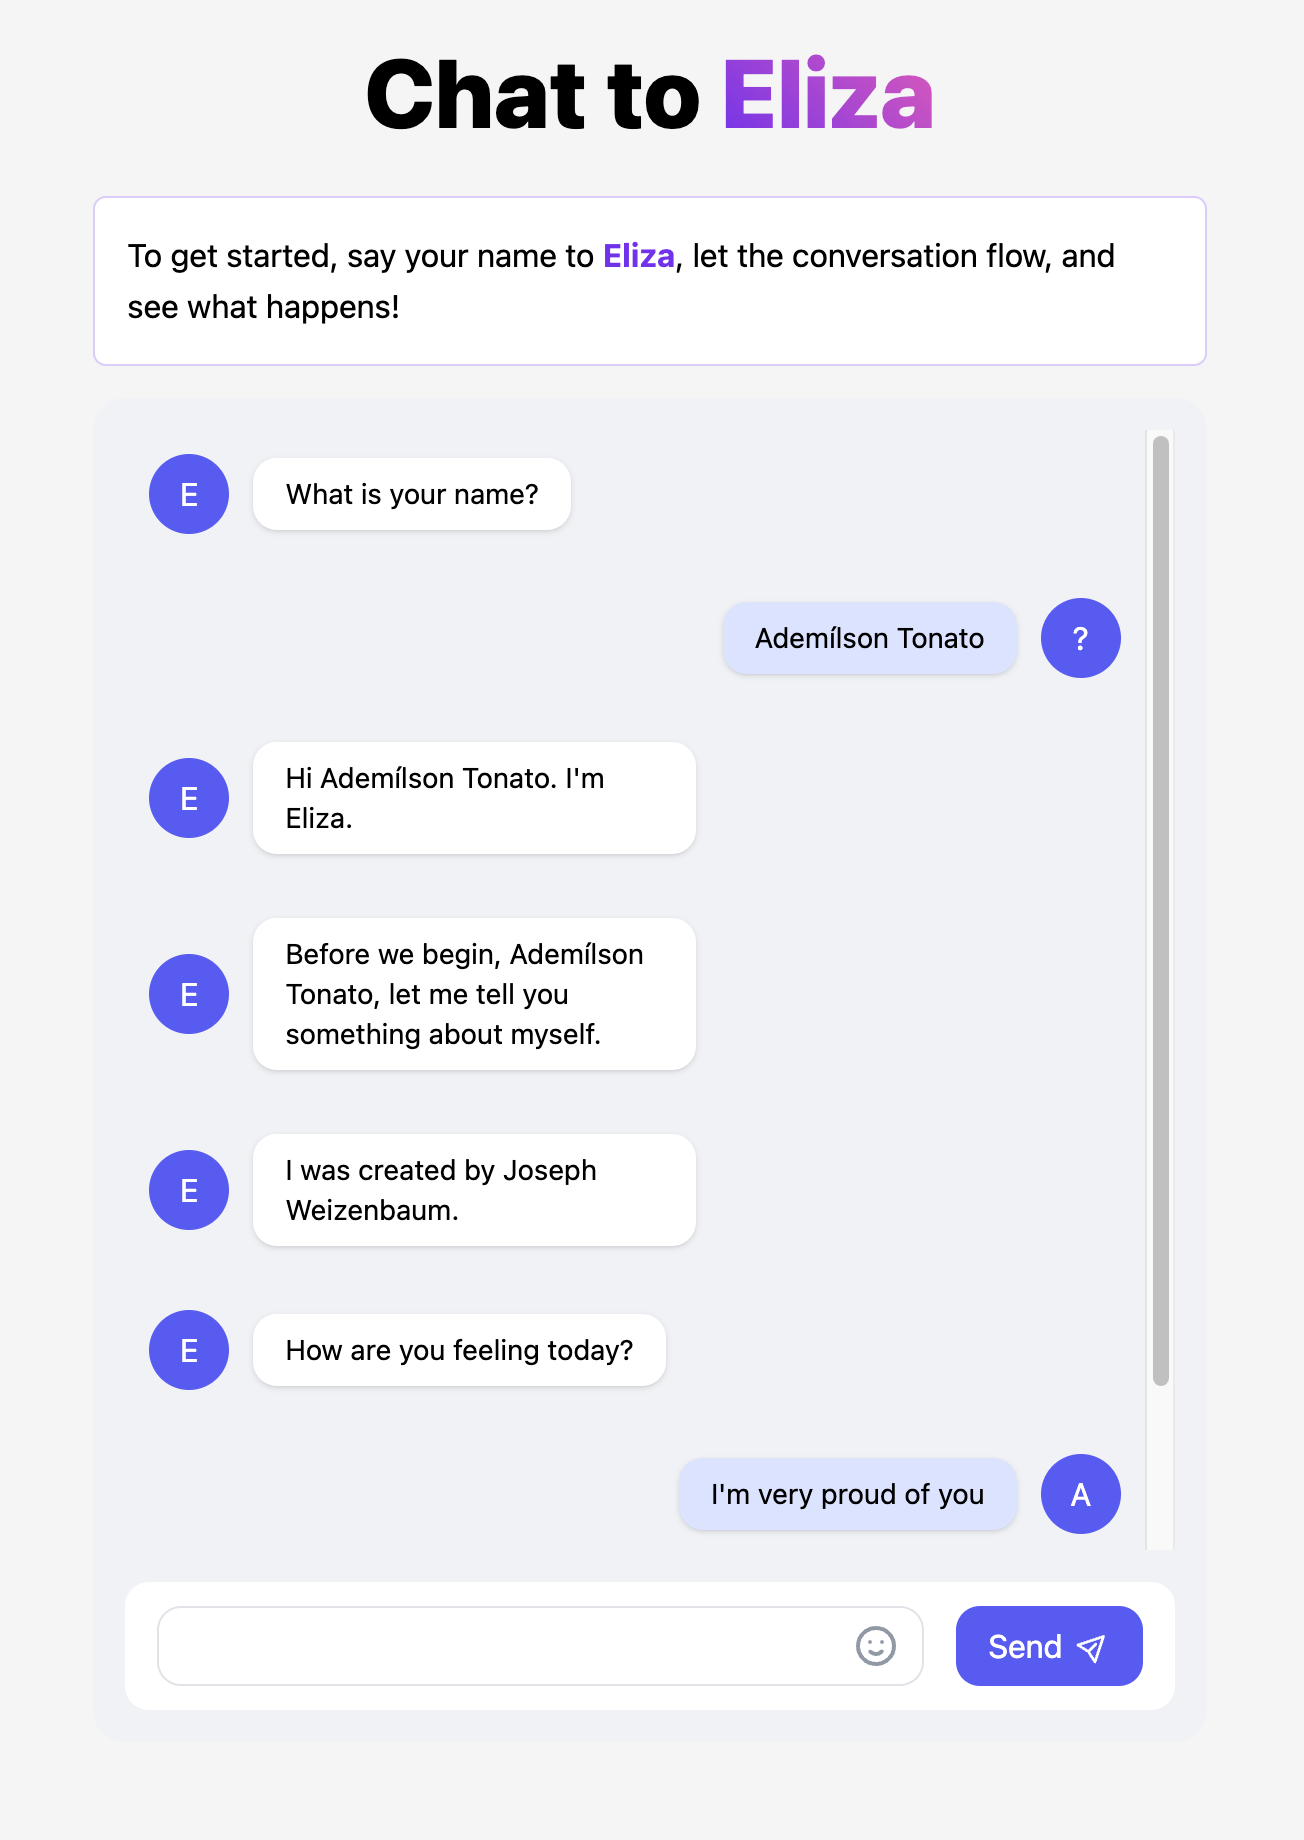 Chat to Eliza
To get started, say your name to Eliza, let the conversation flow, and
see what happens!
E
What is your name?
Ademílson Tonato
?
E
Hi Ademílson Tonato. I'm
Eliza.
E
Before we begin, Ademílson
Tonato, let me tell you
something about myself.
E
I was created by Joseph
Weizenbaum.
E
How are you feeling today?
I'm very proud of you
A
Send